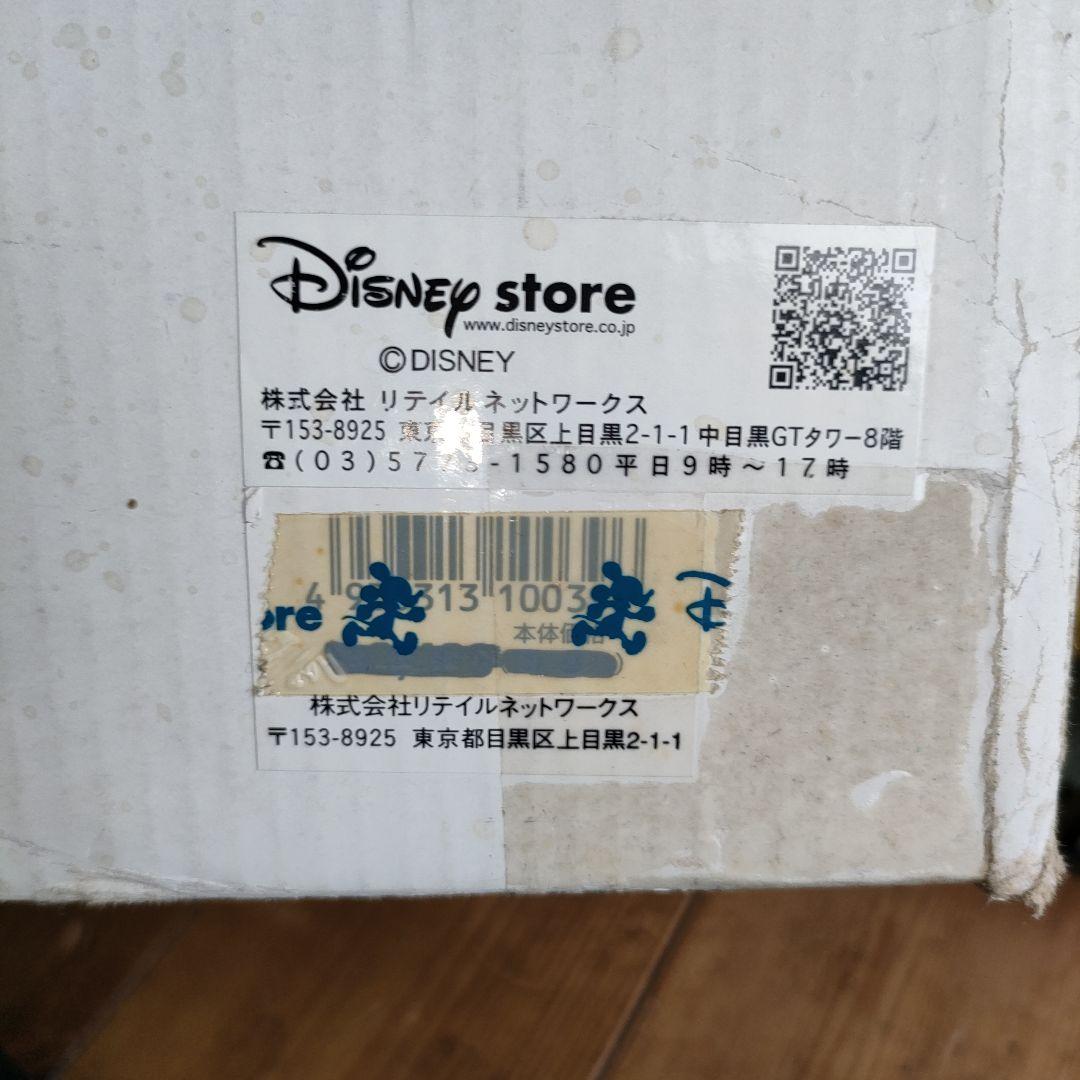 Disney store
www.disneystore.co.jp
©DISNEY
株式会社 リテイルネットワークス
〒153-8925 東京 目黒区上目黒2-1-1 中目黒GTタワー8階
☎(03)577 -1580 平日9時～17時
4 9 313 1003
ore
本体価格
株式会社リテイルネットワークス
〒153-8925 東京都目黒区上目黒2-1-1